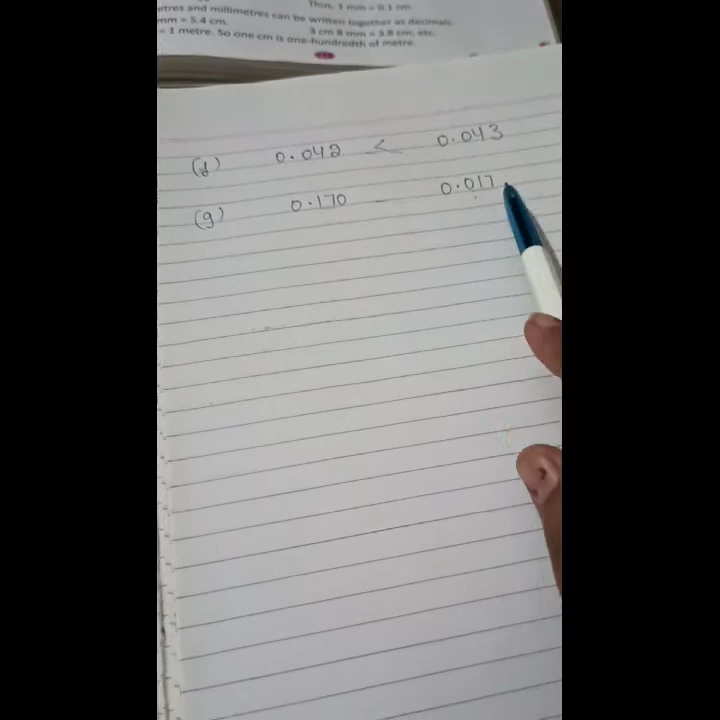 Thus, 1 mm = 0.1 cm.
etres and millimetres can be written together as decimals.
mm = 5.4 cm.
3 cm 8 mm = 3.8 cm, etc.
= 1 metre. So one cm is one-hundredth of metre.
(f) 0.042 < 0.043
(g) 0.170 0.017